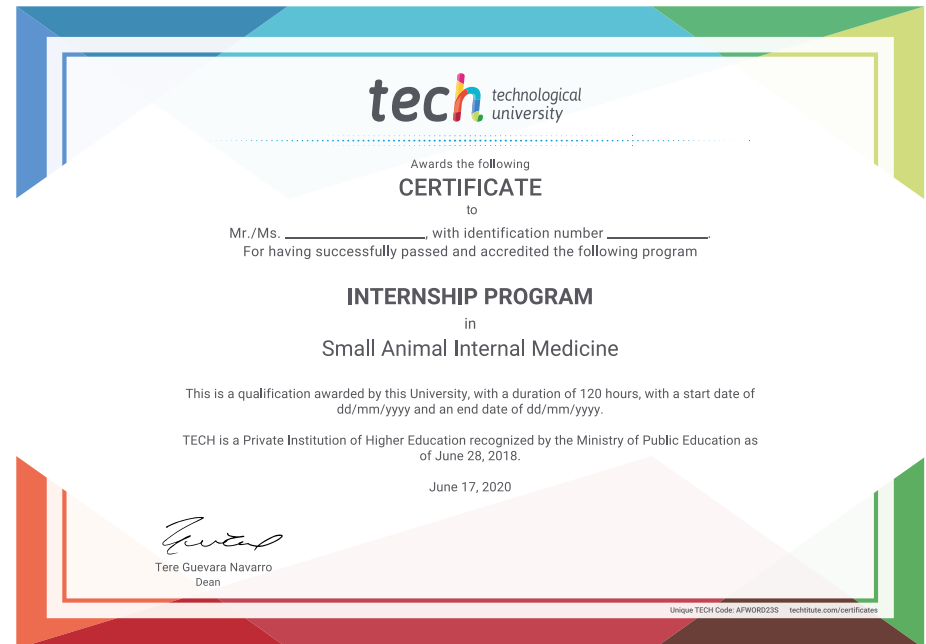 tech technological
university
Awards the following
CERTIFICATE
to
Mr./Ms. ____________________, with identification number ______________.
For having successfully passed and accredited the following program
INTERNSHIP PROGRAM
in
Small Animal Internal Medicine
This is a qualification awarded by this University, with a duration of 120 hours, with a start date of
dd/mm/yyyy and an end date of dd/mm/yyyy.
TECH is a Private Institution of Higher Education recognized by the Ministry of Public Education as
of June 28, 2018.
June 17, 2020
Tere Guevara Navarro
Dean
Unique TECH Code: AFWORD23S techtitute.com/certificates